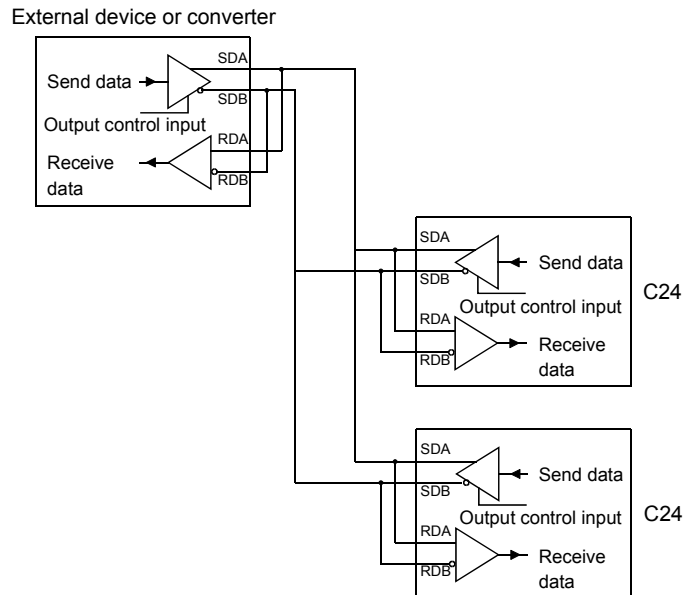 External device or converter
SDA
Send data
SDB
Output control input
RDA
Receive
data
RDB
SDA
Send data
SDB
C24
Output control input
RDA
Receive
data
RDB
SDA
Send data
SDB
C24
Output control input
RDA
Receive
data
RDB